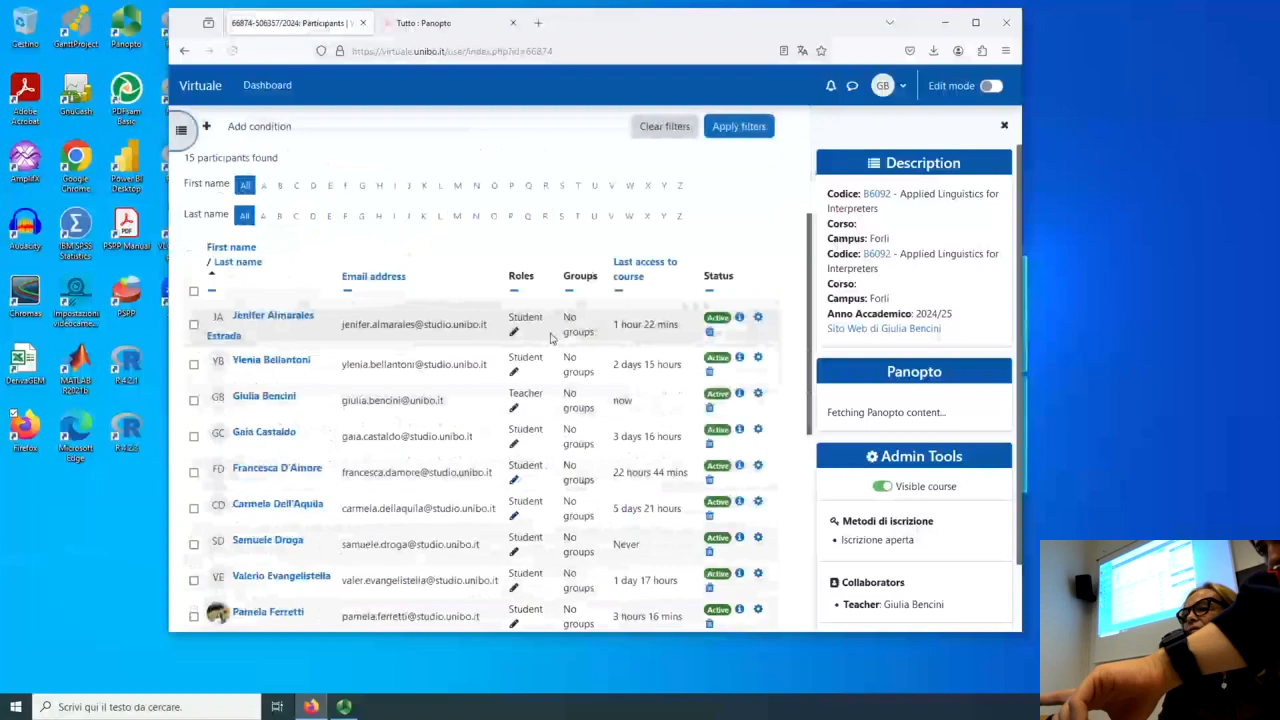 66874-506357/2024: Participants | V
Tutto : Panopto
https://virtuale.unibo.it/user/index.php?id=66874
Virtuale
Dashboard
GB
Edit mode
Add condition
Clear filters
Apply filters
15 participants found
First name All A B C D E F G H I J K L M N O P Q R S T U V W X Y Z
Last name All A B C D E F G H I J K L M N O P Q R S T U V W X Y Z
First name / Last name
Email address
Roles
Groups
Last access to course
Status
JA Jenifer Almarales Estrada jenifer.almarales@studio.unibo.it Student No groups 1 hour 22 mins Active
YB Ylenia Bellantoni ylenia.bellantoni@studio.unibo.it Student No groups 2 days 15 hours Active
GB Giulia Bencini giulia.bencini@unibo.it Teacher No groups now Active
GC Gaia Castaldo gaia.castaldo@studio.unibo.it Student No groups 3 days 16 hours Active
FD Francesca D'Amore francesca.damore@studio.unibo.it Student No groups 22 hours 44 mins Active
CD Carmela Dell'Aquila carmela.dellaquila@studio.unibo.it Student No groups 5 days 21 hours Active
SD Samuele Droga samuele.droga@studio.unibo.it Student No groups Never Active
VE Valerio Evangelistella valer.evangelistella@studio.unibo.it Student No groups 1 day 17 hours Active
Pamela Ferretti pamela.ferretti@studio.unibo.it Student No groups 3 hours 16 mins Active
Description
Codice: B6092 - Applied Linguistics for
Interpreters
Corso:
Campus: Forlì
Codice: B6092 - Applied Linguistics for
Interpreters
Corso:
Campus: Forlì
Anno Accademico: 2024/25
Sito Web di Giulia Bencini
Panopto
Fetching Panopto content...
Admin Tools
Visible course
Metodi di iscrizione
Iscrizione aperta
Collaborators
Teacher: Giulia Bencini
Cestino
GanttProject
Panopto
Adobe Acrobat
GnuCash
PDFsam Basic
AmplifX
Google Chrome
Power BI Desktop
Audacity
IBM SPSS Statistics
PSPP Manual
Chromas
Impostazioni videocame...
PSPP
DerivaGEM
MATLAB
R 4.2.1
Firefox
Microsoft Edge
R 4.2.2
Scrivi qui il testo da cercare.